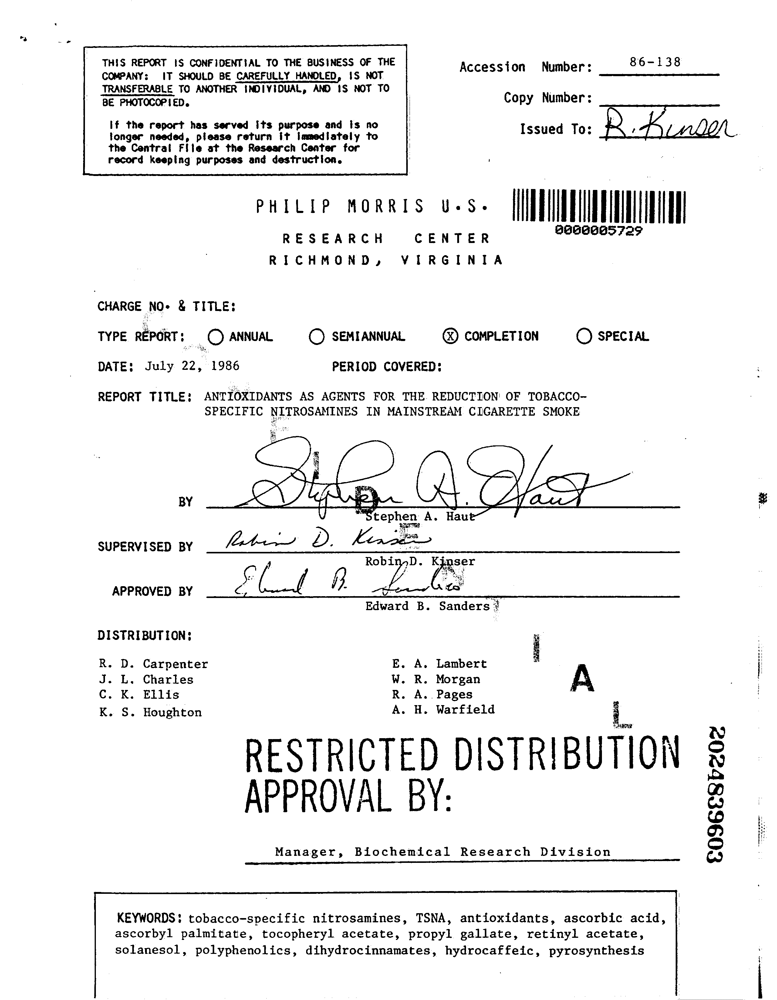 THIS REPORT IS CONFIDENTIAL TO THE BUSINESS OF THE
COMPANY: IT SHOULD BE CAREFULLY HANDLED, IS NOT
TRANSFERABLE TO ANOTHER INDIVIDUAL, AND IS NOT TO
BE PHOTOCOPIED.
If the report has served its purpose and is no
longer needed, please return it immediately to
the Central File at the Research Center for
record keeping purposes and destruction.
Accession Number: 86-138
Copy Number:
Issued To: R. Kinser
PHILIP MORRIS U.S.
0000005729
RESEARCH CENTER
RICHMOND, VIRGINIA
CHARGE NO. & TITLE:
TYPE REPORT: ANNUAL SEMIANNUAL X COMPLETION SPECIAL
DATE: July 22, 1986 PERIOD COVERED:
REPORT TITLE: ANTIOXIDANTS AS AGENTS FOR THE REDUCTION OF TOBACCO-
SPECIFIC NITROSAMINES IN MAINSTREAM CIGARETTE SMOKE
Stephen A. Haut
BY
Stephen A. Haut
SUPERVISED BY Robin D. Kinser
Robin D. Kinser
APPROVED BY Edward B. Sanders
Edward B. Sanders
DISTRIBUTION:
R. D. Carpenter E. A. Lambert
J. L. Charles W. R. Morgan
C. K. Ellis R. A. Pages
K. S. Houghton A. H. Warfield
D
I
A
L
RESTRICTED DISTRIBUTION
APPROVAL BY:
Manager, Biochemical Research Division
2024839603
KEYWORDS: tobacco-specific nitrosamines, TSNA, antioxidants, ascorbic acid,
ascorbyl palmitate, tocopheryl acetate, propyl gallate, retinyl acetate,
solanesol, polyphenolics, dihydrocinnamates, hydrocaffeic, pyrosynthesis